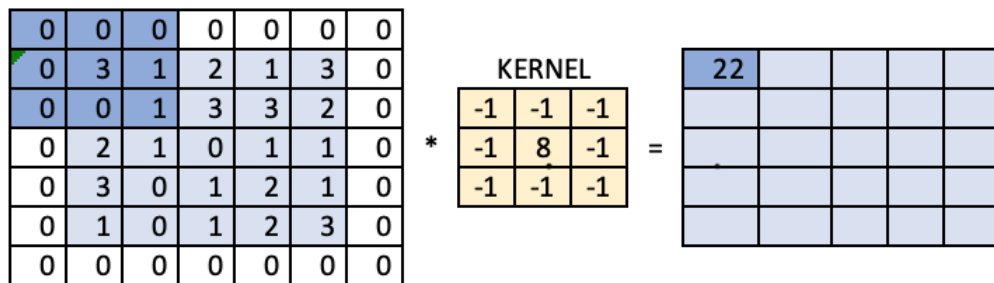 0 0 0 0 0 0 0
0 3 1 2 1 3 0
0 0 1 3 3 2 0
0 2 1 0 1 1 0
0 3 0 1 2 1 0
0 1 0 1 2 3 0
0 0 0 0 0 0 0
*
KERNEL
-1 -1 -1
-1 8 -1
-1 -1 -1
=
22